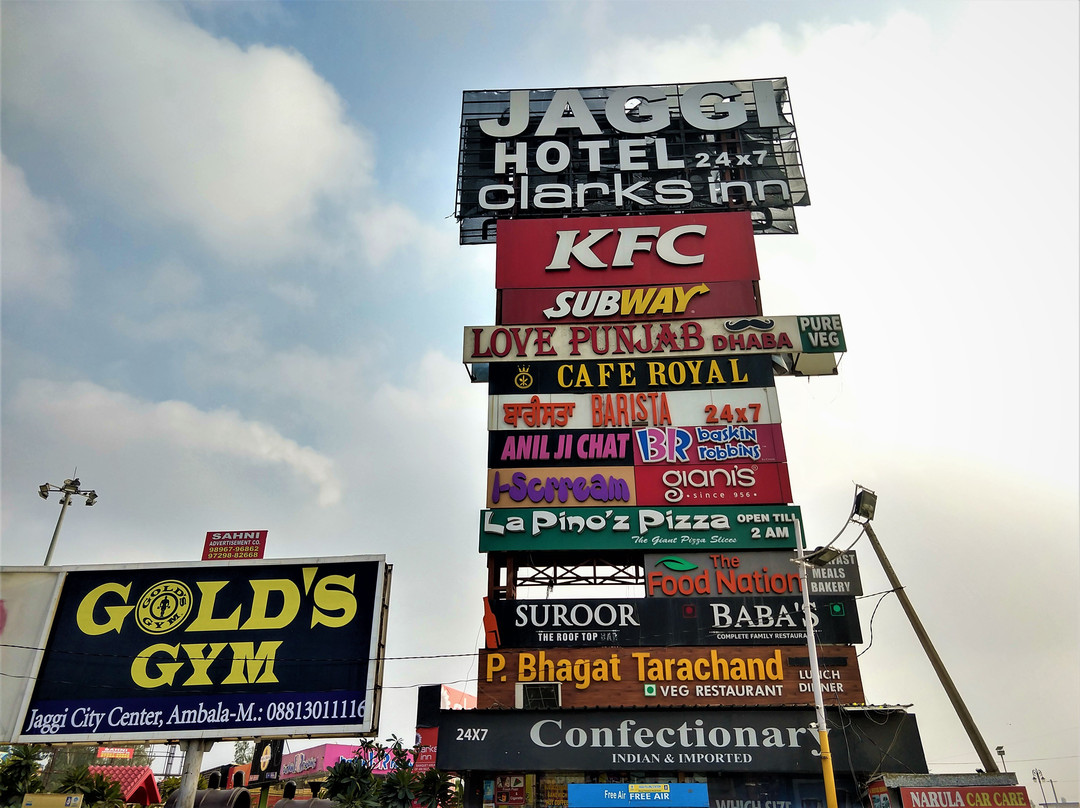 JAGGI
HOTEL 24x7
clarks inn
KFC
SUBWAY
LOVE PUNJAB DHABA PURE VEG
CAFE ROYAL
ਬਾਰੀਸਤਾ BARISTA 24x7
ANIL JI CHAT BR baskin robbins
I-Scrream giani's
• since 956 •
La Pino'z Pizza OPEN TILL 2 AM
The Giant Pizza Slices
The Food Nation
MEALS
BAKERY
SUROOR BABA'S
THE ROOF TOP BAR COMPLETE FAMILY RESTAURANT
P. Bhagat Tarachand
VEG RESTAURANT LUNCH DINNER
24X7 Confectionary
INDIAN & IMPORTED
Free Air FREE AIR
WHICH SIZE
NARULA CAR CARE
SAHNI
ADVERTISEMENT CO.
98967-96862
97298-82668
GOLD'S
GOLD'S GYM
GYM
Jaggi City Center, Ambala-M.: 08813011116